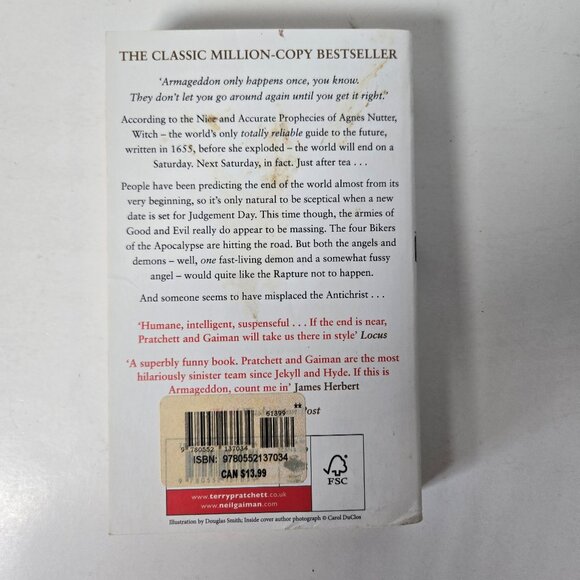 THE CLASSIC MILLION-COPY BESTSELLER
‘Armageddon only happens once, you know.
They don’t let you go around again until you get it right.’
According to the Nice and Accurate Prophecies of Agnes Nutter,
Witch – the world’s only totally reliable guide to the future,
written in 1655, before she exploded – the world will end on a
Saturday. Next Saturday, in fact. Just after tea . . .
People have been predicting the end of the world almost from its
very beginning, so it’s only natural to be sceptical when a new
date is set for Judgement Day. This time though, the armies of
Good and Evil really do appear to be massing. The four Bikers
of the Apocalypse are hitting the road. But both the angels and
demons – well, one fast-living demon and a somewhat fussy
angel – would quite like the Rapture not to happen.
And someone seems to have misplaced the Antichrist . . .
‘Humane, intelligent, suspenseful . . . If the end is near,
Pratchett and Gaiman will take us there in style’ Locus
‘A superbly funny book. Pratchett and Gaiman are the most
hilariously sinister team since Jekyll and Hyde. If this is
Armageddon, count me in’ James Herbert
Post
61899 **
9 780552 137034
ISBN: 9780552137034
CAN $13.99
FSC
www.terrypratchett.co.uk
www.neilgaiman.com
Illustration by Douglas Smith; Inside cover author photograph © Carol DuClos